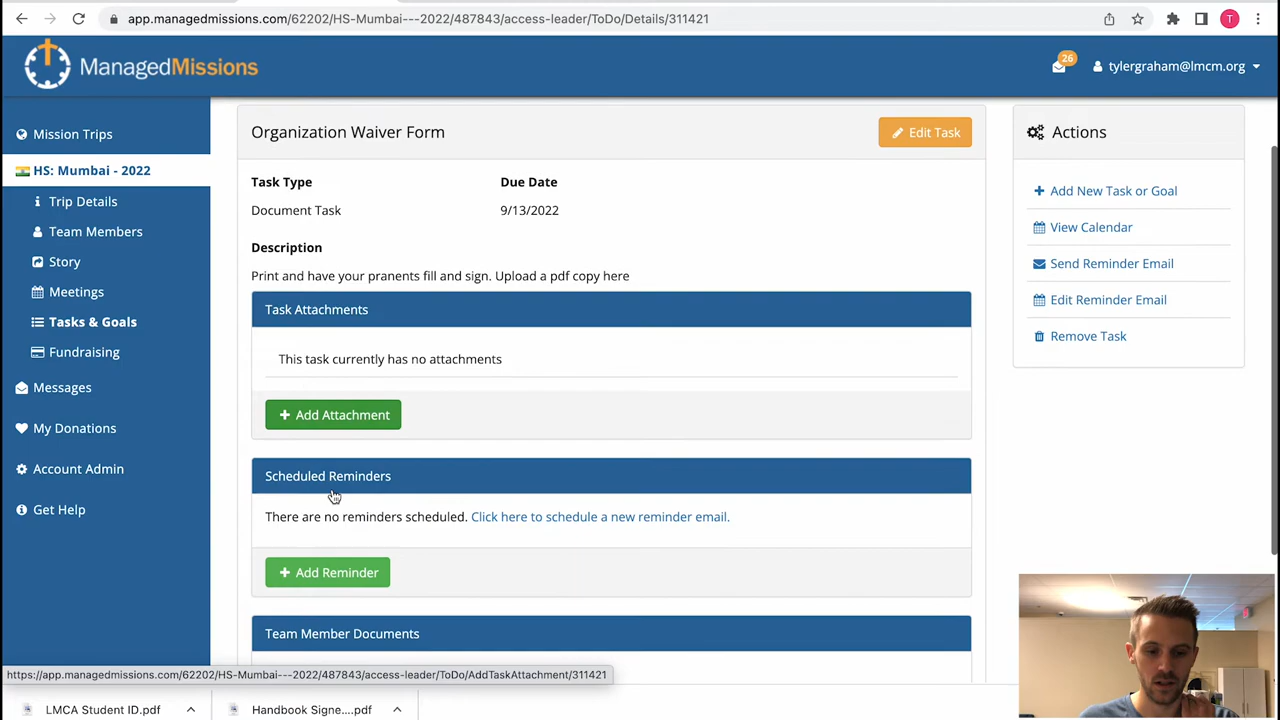 app.managedmissions.com/62202/HS-Mumbai---2022/487843/access-leader/ToDo/Details/311421
T
ManagedMissions
26
tylergraham@lmcm.org
Mission Trips
HS: Mumbai - 2022
Trip Details
Team Members
Story
Meetings
Tasks & Goals
Fundraising
Messages
My Donations
Account Admin
Get Help
Organization Waiver Form
Edit Task
Task Type
Due Date
Document Task
9/13/2022
Description
Print and have your pranents fill and sign. Upload a pdf copy here
Task Attachments
This task currently has no attachments
+ Add Attachment
Scheduled Reminders
There are no reminders scheduled. Click here to schedule a new reminder email.
+ Add Reminder
Team Member Documents
Actions
+ Add New Task or Goal
View Calendar
Send Reminder Email
Edit Reminder Email
Remove Task
https://app.managedmissions.com/62202/HS-Mumbai---2022/487843/access-leader/ToDo/AddTaskAttachment/311421
LMCA Student ID.pdf
Handbook Signe....pdf